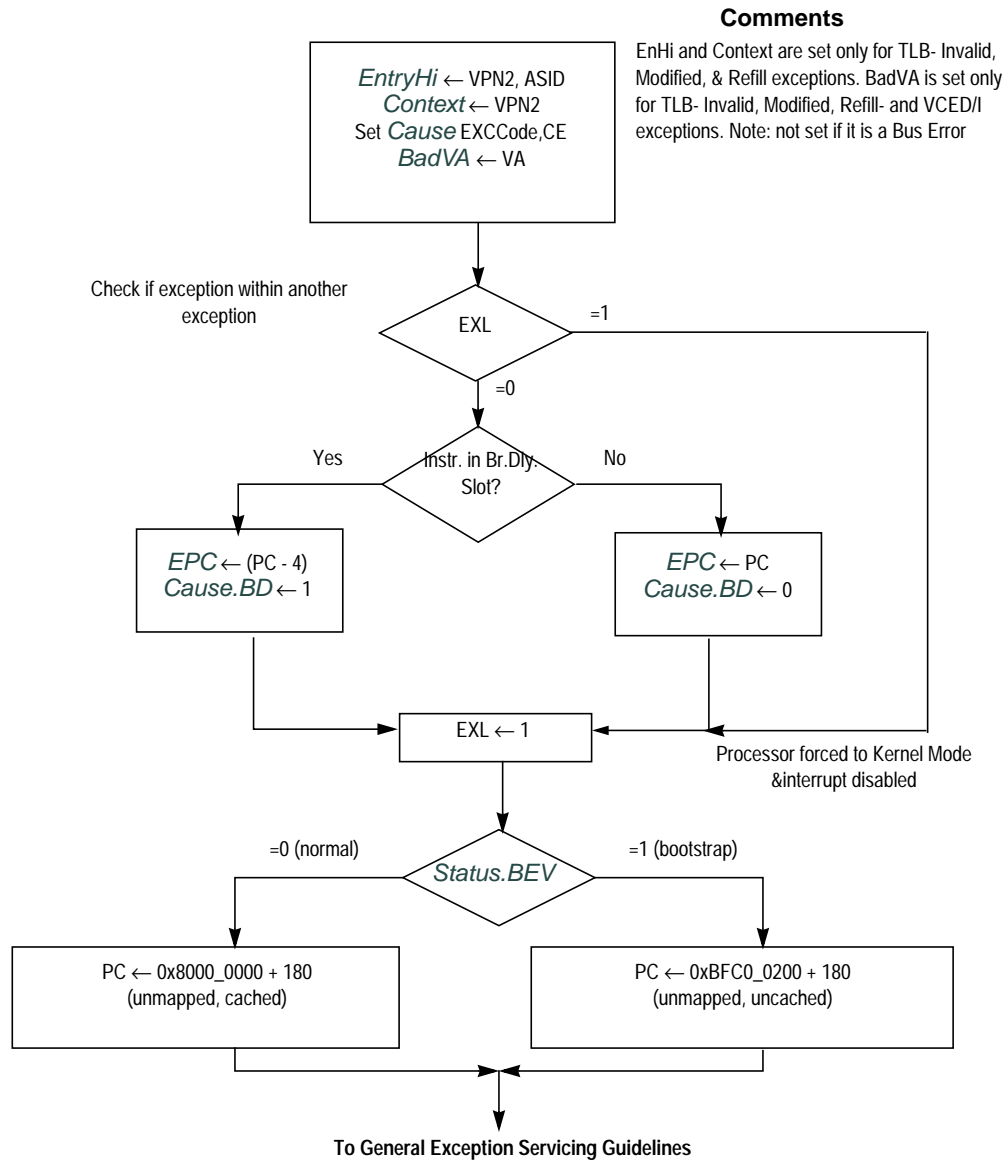 Comments
EnHi and Context are set only for TLB- Invalid,
Modified, & Refill exceptions. BadVA is set only
for TLB- Invalid, Modified, Refill- and VCED/I
exceptions. Note: not set if it is a Bus Error
EntryHi ← VPN2, ASID
Context ← VPN2
Set Cause EXCCode,CE
BadVA ← VA
Check if exception within another
exception
EXL
=1
=0
Yes
Instr. in Br.Dly.
Slot?
No
EPC ← (PC - 4)
Cause.BD ← 1
EPC ← PC
Cause.BD ← 0
EXL ← 1
Processor forced to Kernel Mode
&interrupt disabled
=0 (normal)
Status.BEV
=1 (bootstrap)
PC ← 0x8000_0000 + 180
(unmapped, cached)
PC ← 0xBFC0_0200 + 180
(unmapped, uncached)
To General Exception Servicing Guidelines